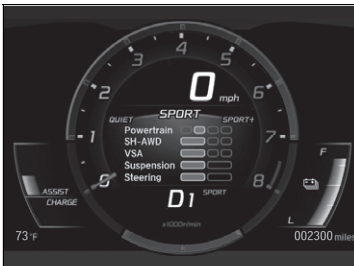 4
3
5
2
0 mph
6
SPORT
QUIET
SPORT+
Powertrain
1
SH-AWD
7
F
VSA
Suspension
Steering
8
ASSIST
D1 SPORT
CHARGE
x1000r/min
L
73°F
002300 miles